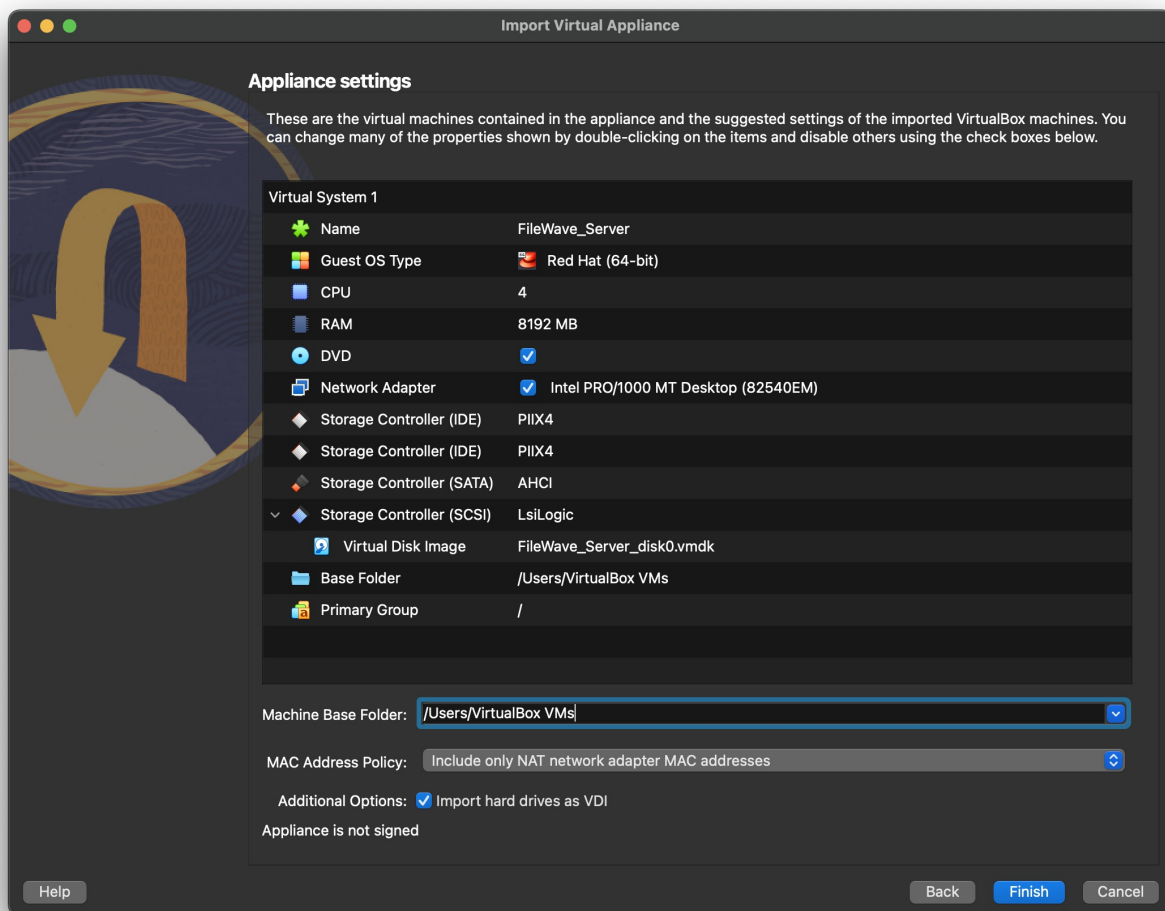 Import Virtual Appliance
Appliance settings
These are the virtual machines contained in the appliance and the suggested settings of the imported VirtualBox machines. You
can change many of the properties shown by double-clicking on the items and disable others using the check boxes below.
Virtual System 1
Name FileWave_Server
Guest OS Type Red Hat (64-bit)
CPU 4
RAM 8192 MB
DVD
Network Adapter Intel PRO/1000 MT Desktop (82540EM)
Storage Controller (IDE) PIIX4
Storage Controller (IDE) PIIX4
Storage Controller (SATA) AHCI
Storage Controller (SCSI) LsiLogic
Virtual Disk Image FileWave_Server_disk0.vmdk
Base Folder /Users/VirtualBox VMs
Primary Group /
Machine Base Folder: /Users/VirtualBox VMs
MAC Address Policy: Include only NAT network adapter MAC addresses
Additional Options: Import hard drives as VDI
Appliance is not signed
Help Back Finish Cancel